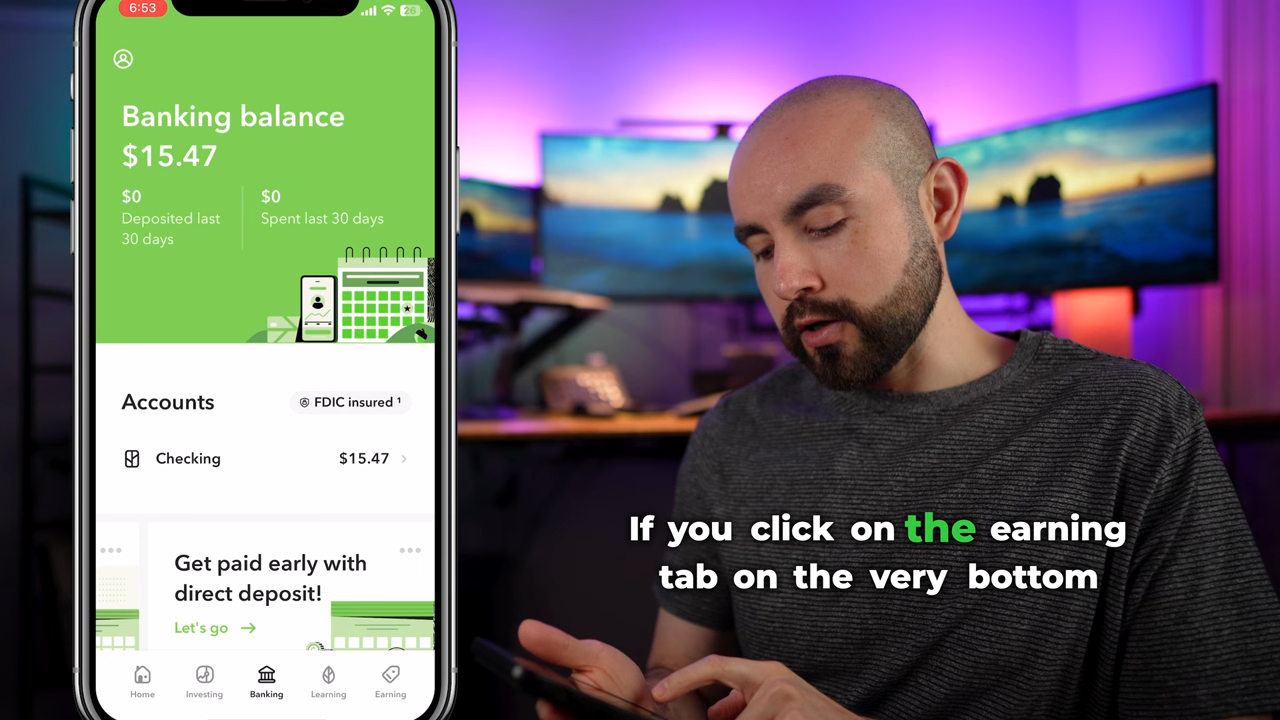 6:53
26
Banking balance
$15.47
$0
Deposited last
30 days
$0
Spent last 30 days
Accounts
FDIC insured ¹
Checking
$15.47
Get paid early with
direct deposit!
Let's go
Home
Investing
Banking
Learning
Earning
If you click on the earning
tab on the very bottom